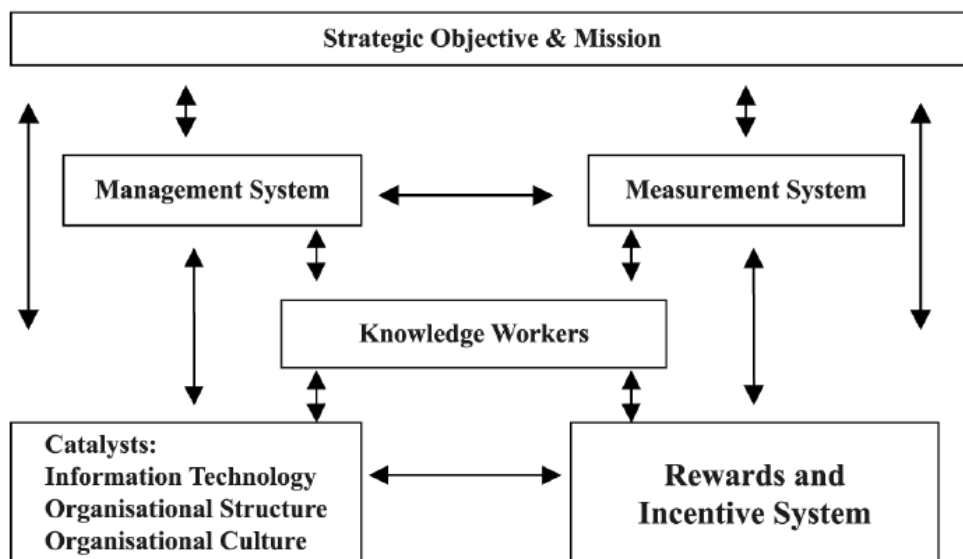 Strategic Objective & Mission
Management System
Measurement System
Knowledge Workers
Catalysts:
Information Technology
Organisational Structure
Organisational Culture
Rewards and
Incentive System